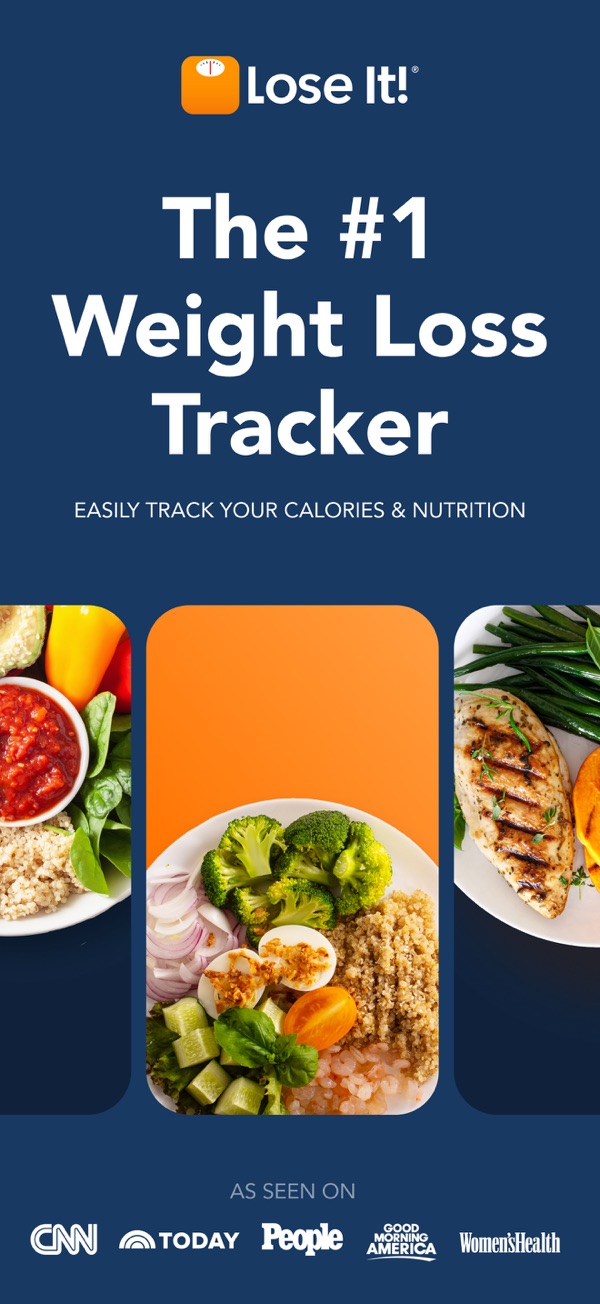 Lose It!®
The #1
Weight Loss
Tracker
EASILY TRACK YOUR CALORIES & NUTRITION
AS SEEN ON
CNN TODAY People GOOD MORNING AMERICA Women'sHealth